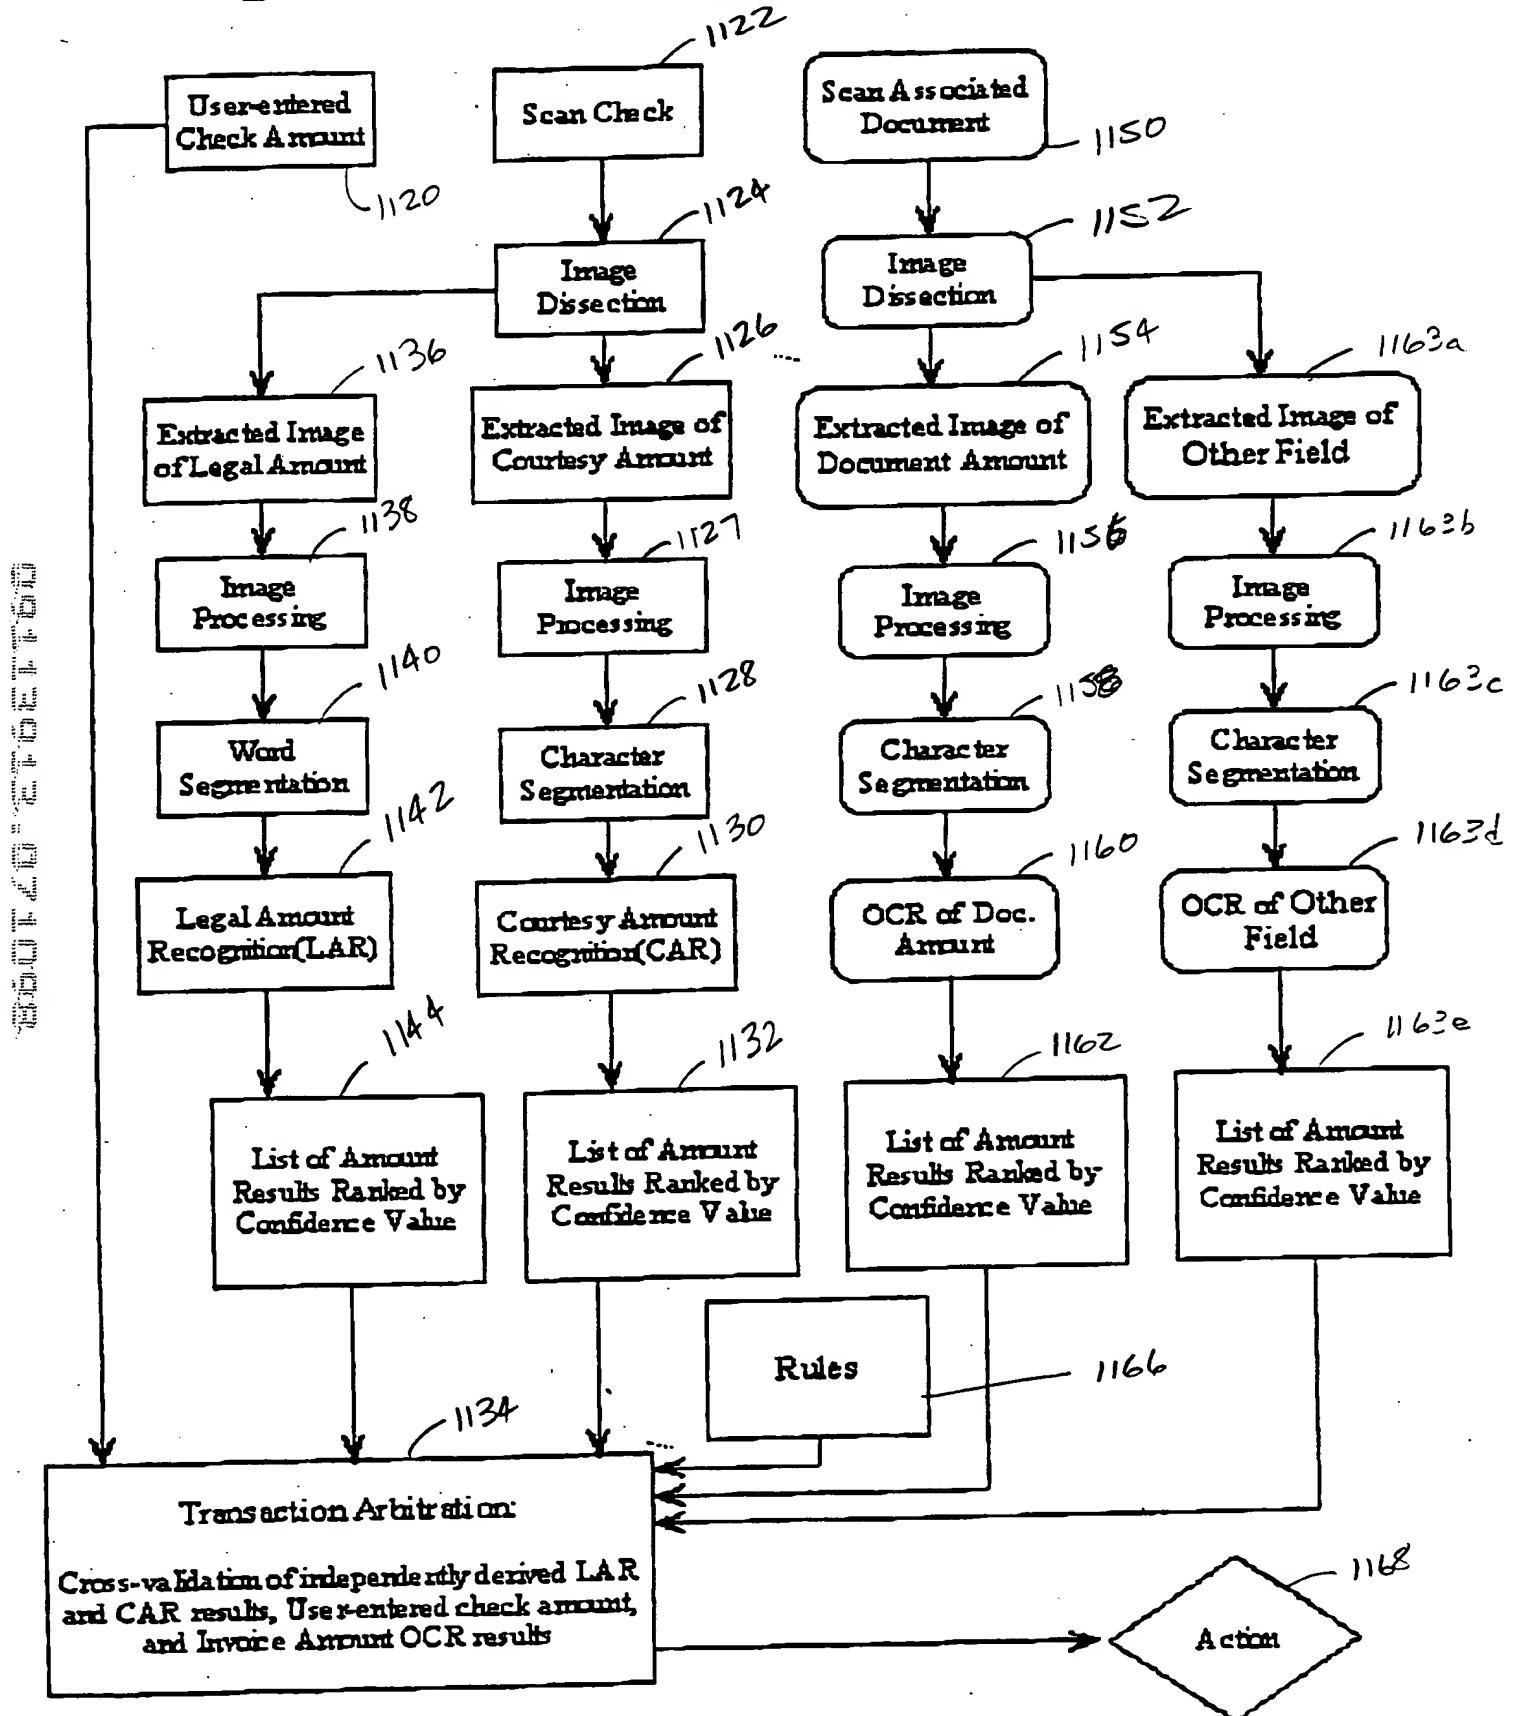 1122
User-entered
Check Amount
1120
Scan Check
Scan Associated
Document
1150
1124
Image
Dissection
1152
Image
Dissection
1136
Extracted Image
of Legal Amount
1126
Extracted Image of
Courtesy Amount
1154
Extracted Image of
Document Amount
1163a
Extracted Image of
Other Field
1138
Image
Processing
1127
Image
Processing
1156
Image
Processing
1163b
Image
Processing
1140
Word
Segmentation
1128
Character
Segmentation
1158
Character
Segmentation
1163c
Character
Segmentation
1142
Legal Amount
Recognition(LAR)
1130
Courtesy Amount
Recognition(CAR)
1160
OCR of Doc.
Amount
1163d
OCR of Other
Field
1144
List of Amount
Results Ranked by
Confidence Value
1132
List of Amount
Results Ranked by
Confidence Value
1162
List of Amount
Results Ranked by
Confidence Value
1163e
List of Amount
Results Ranked by
Confidence Value
Rules
1166
1134
Transaction Arbitration:
Cross-validation of independently derived LAR
and CAR results, User-entered check amount,
and Invoice Amount OCR results
1168
Action